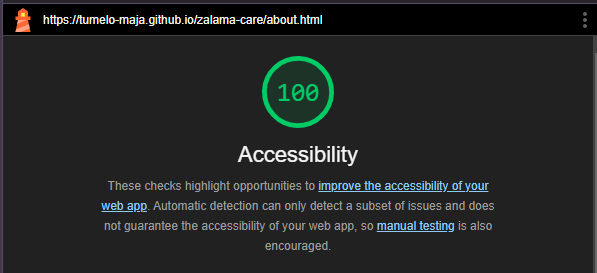 https://tumelo-maja.github.io/zalama-care/about.html
100
Accessibility
These checks highlight opportunities to improve the accessibility of your
web app. Automatic detection can only detect a subset of issues and does
not guarantee the accessibility of your web app, so manual testing is also
encouraged.